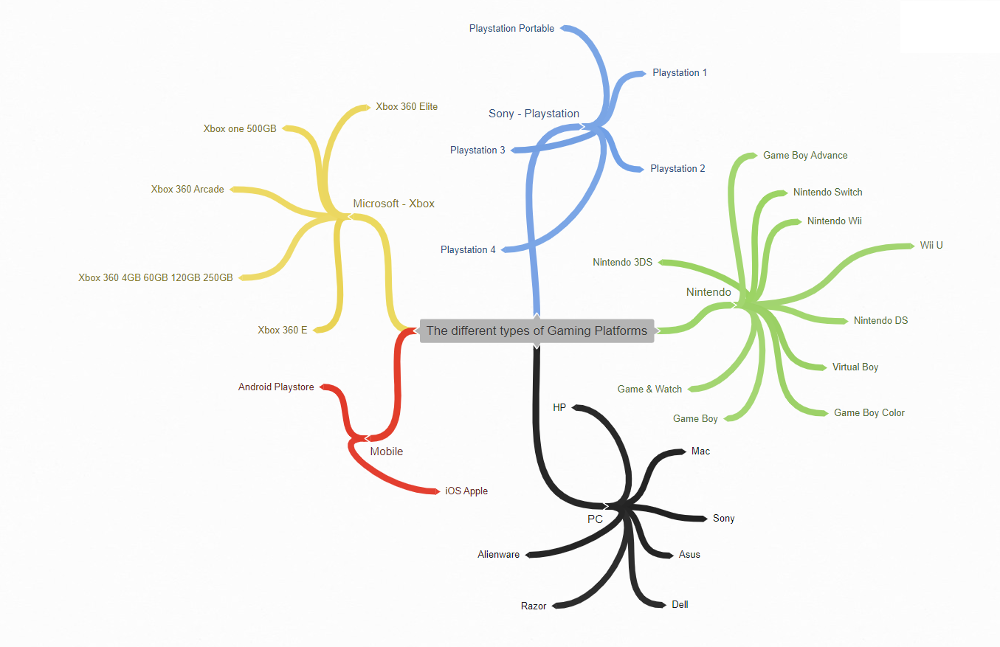 Playstation Portable
Playstation 1
Sony - Playstation
Playstation 3
Playstation 2
Playstation 4
Xbox 360 Elite
Xbox one 500GB
Xbox 360 Arcade
Microsoft - Xbox
Xbox 360 4GB 60GB 120GB 250GB
Xbox 360 E
Game Boy Advance
Nintendo Switch
Nintendo Wii
Wii U
Nintendo 3DS
Nintendo
Nintendo DS
Virtual Boy
Game & Watch
Game Boy Color
Game Boy
The different types of Gaming Platforms
Android Playstore
Mobile
iOS Apple
HP
Mac
Sony
PC
Asus
Alienware
Dell
Razor